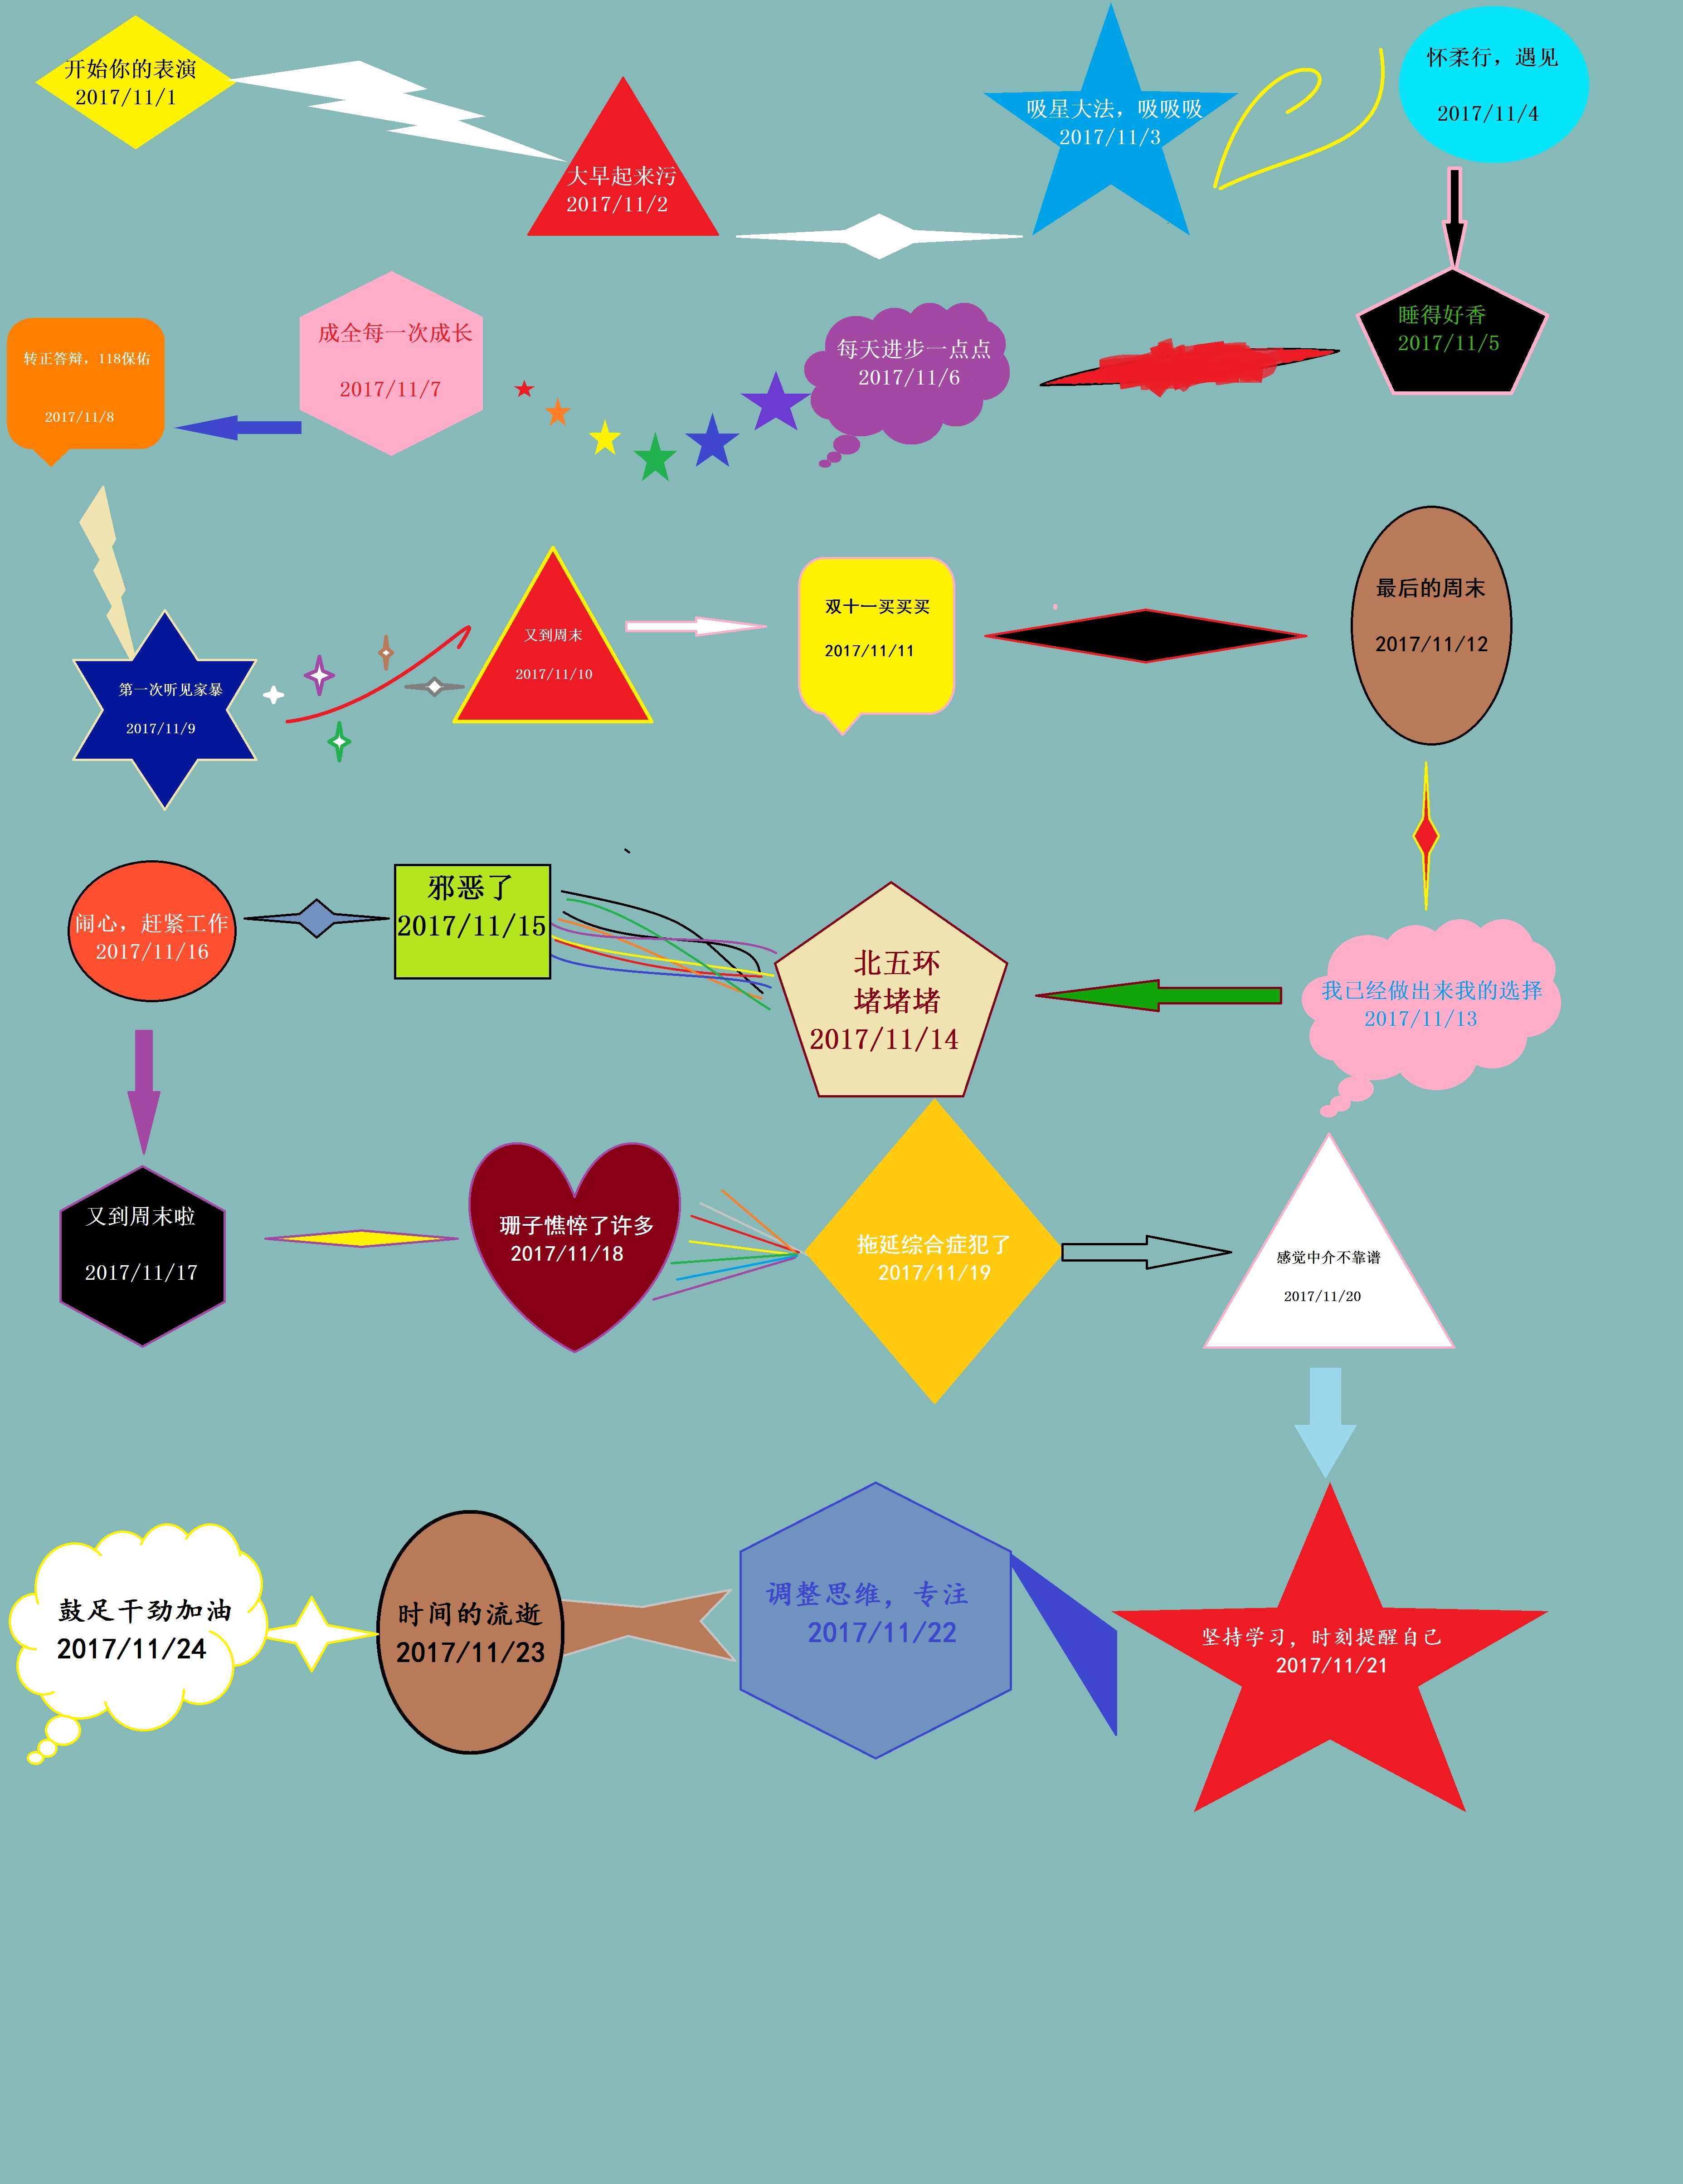 开始你的表演
2017/11/1
大早起来污
2017/11/2
吸星大法，吸吸吸
2017/11/3
怀柔行，遇见
2017/11/4
睡得好香
2017/11/5
每天进步一点点
2017/11/6
成全每一次成长
2017/11/7
转正答辩，118保佑
2017/11/8
第一次听见家暴
2017/11/9
又到周末
2017/11/10
双十一买买买
2017/11/11
最后的周末
2017/11/12
我已经做出来我的选择
2017/11/13
北五环
堵堵堵
2017/11/14
邪恶了
2017/11/15
闹心，赶紧工作
2017/11/16
又到周末啦
2017/11/17
珊子憔悴了许多
2017/11/18
拖延综合症犯了
2017/11/19
感觉中介不靠谱
2017/11/20
坚持学习，时刻提醒自己
2017/11/21
调整思维，专注
2017/11/22
时间的流逝
2017/11/23
鼓足干劲加油
2017/11/24